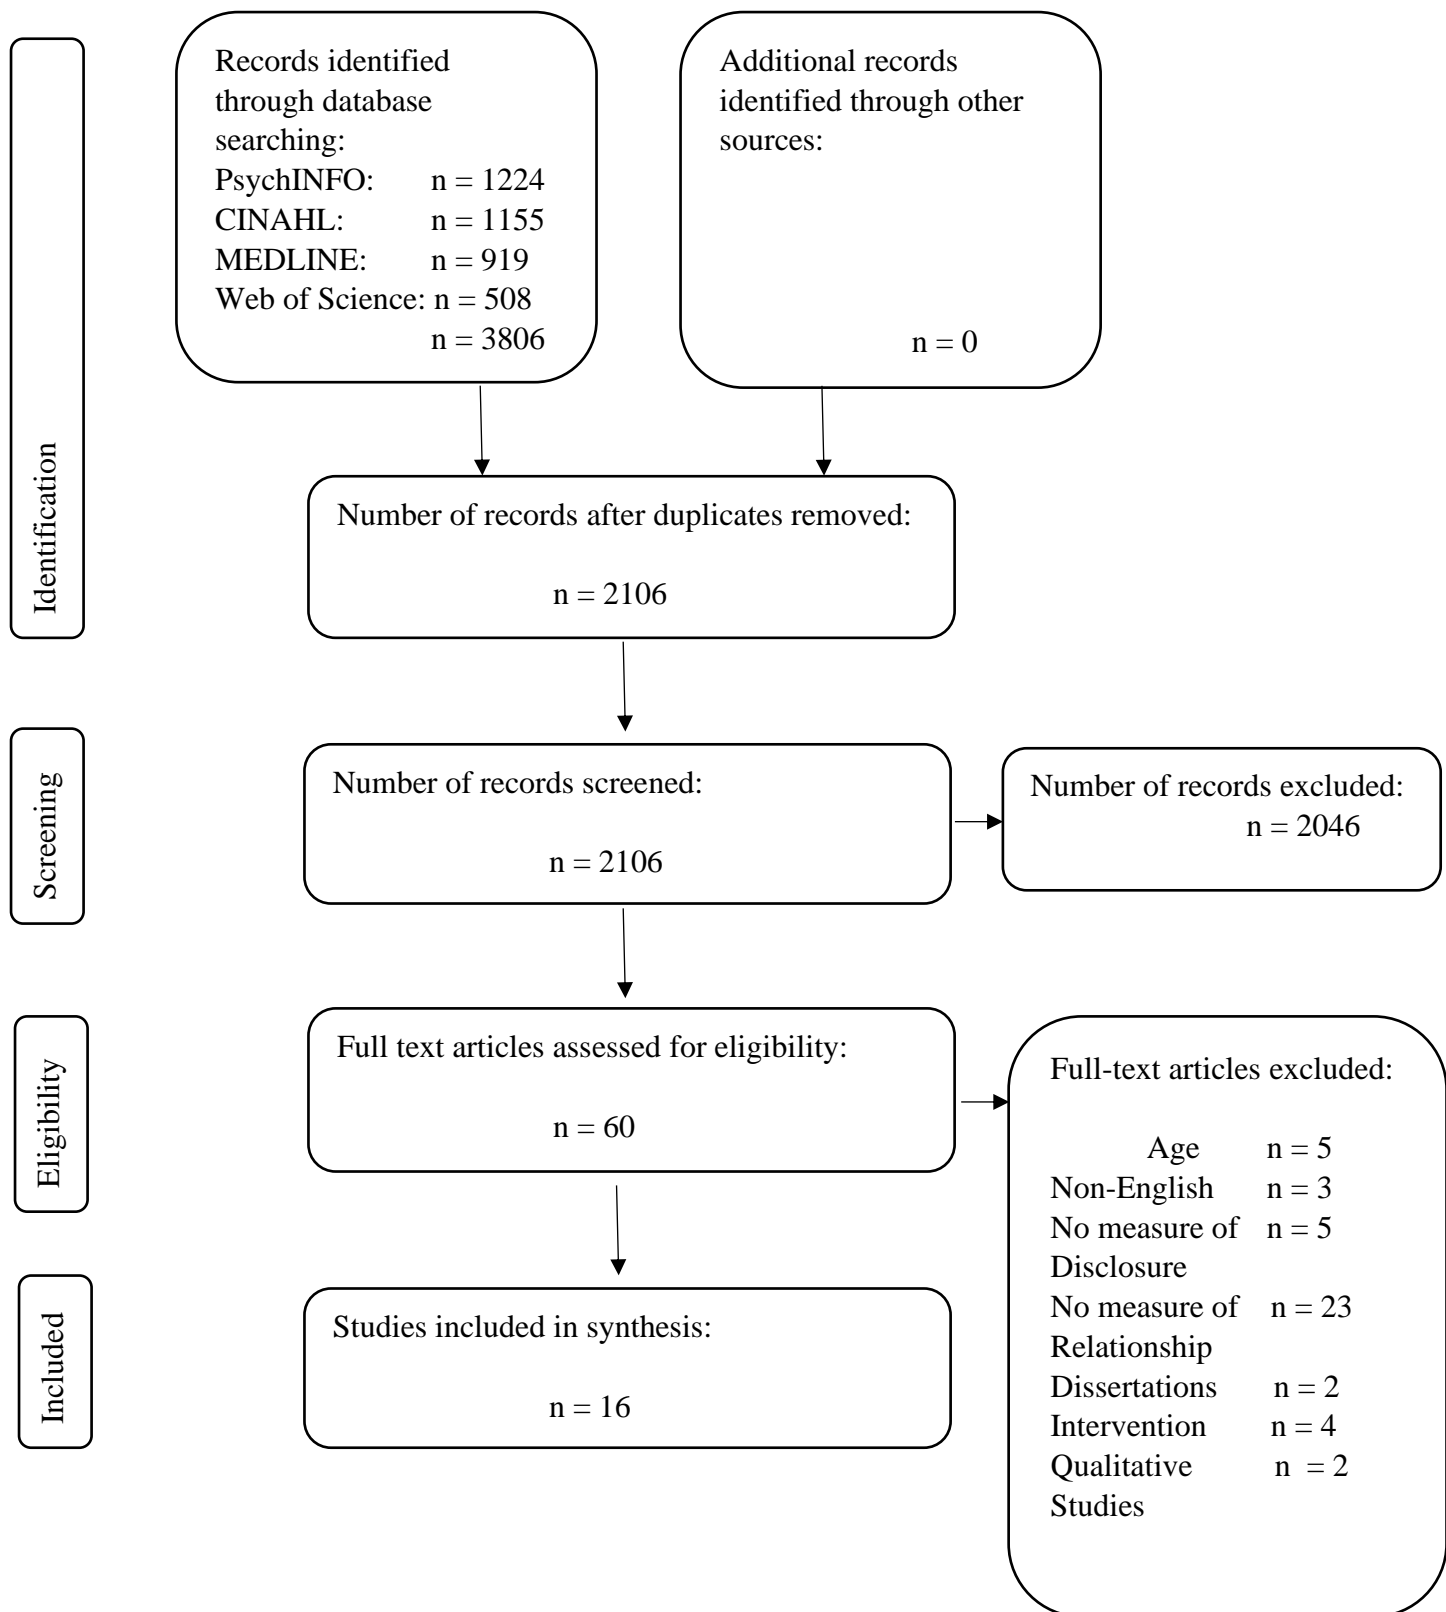 Identification
Records identified
through database
searching:
PsychINFO: n = 1224
CINAHL: n = 1155
MEDLINE: n = 919
Web of Science: n = 508
n = 3806
Additional records
identified through other
sources:
n = 0
Number of records after duplicates removed:
n = 2106
Screening
Number of records screened:
n = 2106
Number of records excluded:
n = 2046
Eligibility
Full text articles assessed for eligibility:
n = 60
Full-text articles excluded:
Age n = 5
Non-English n = 3
No measure of n = 5
Disclosure
No measure of n = 23
Relationship
Dissertations n = 2
Intervention n = 4
Qualitative n = 2
Studies
Included
Studies included in synthesis:
n = 16